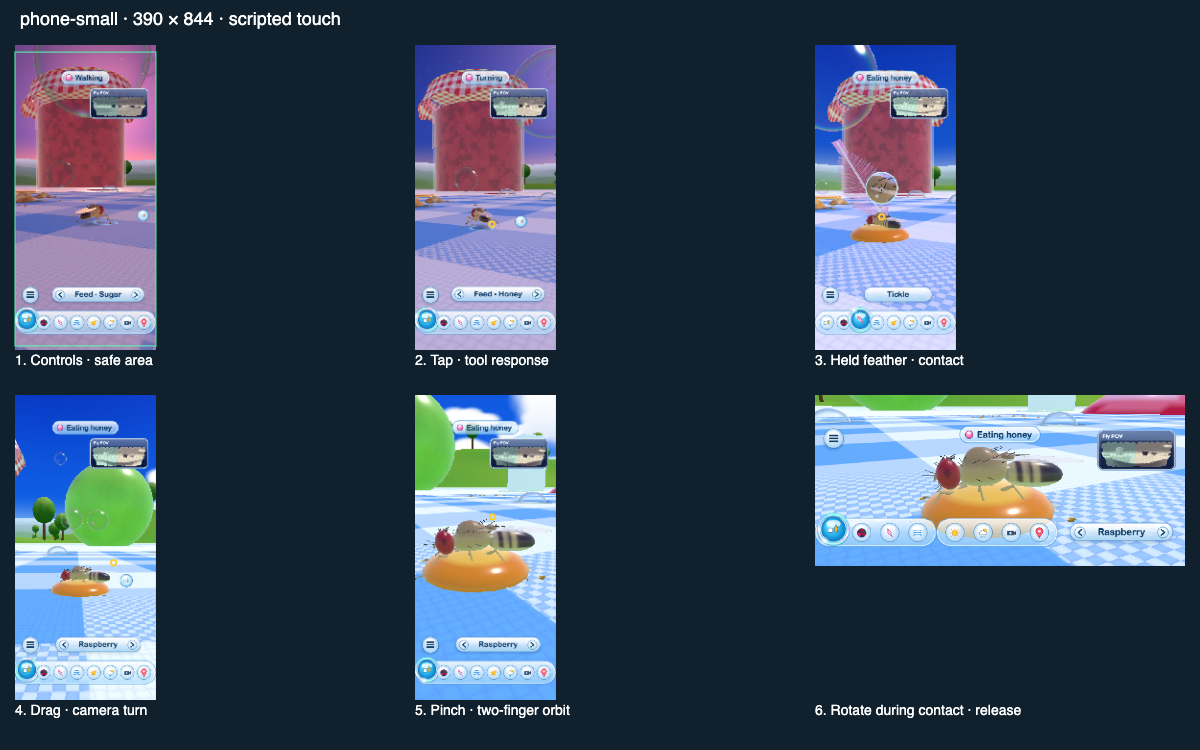 phone-small · 390 × 844 · scripted touch
Walking
Fly POV
Feed · Sugar
1. Controls · safe area
Turning
Fly POV
Feed · Honey
2. Tap · tool response
Eating honey
Fly POV
Tickle
3. Held feather · contact
Eating honey
Fly POV
Raspberry
4. Drag · camera turn
Eating honey
Fly POV
Raspberry
5. Pinch · two-finger orbit
Eating honey
Fly POV
Raspberry
6. Rotate during contact · release